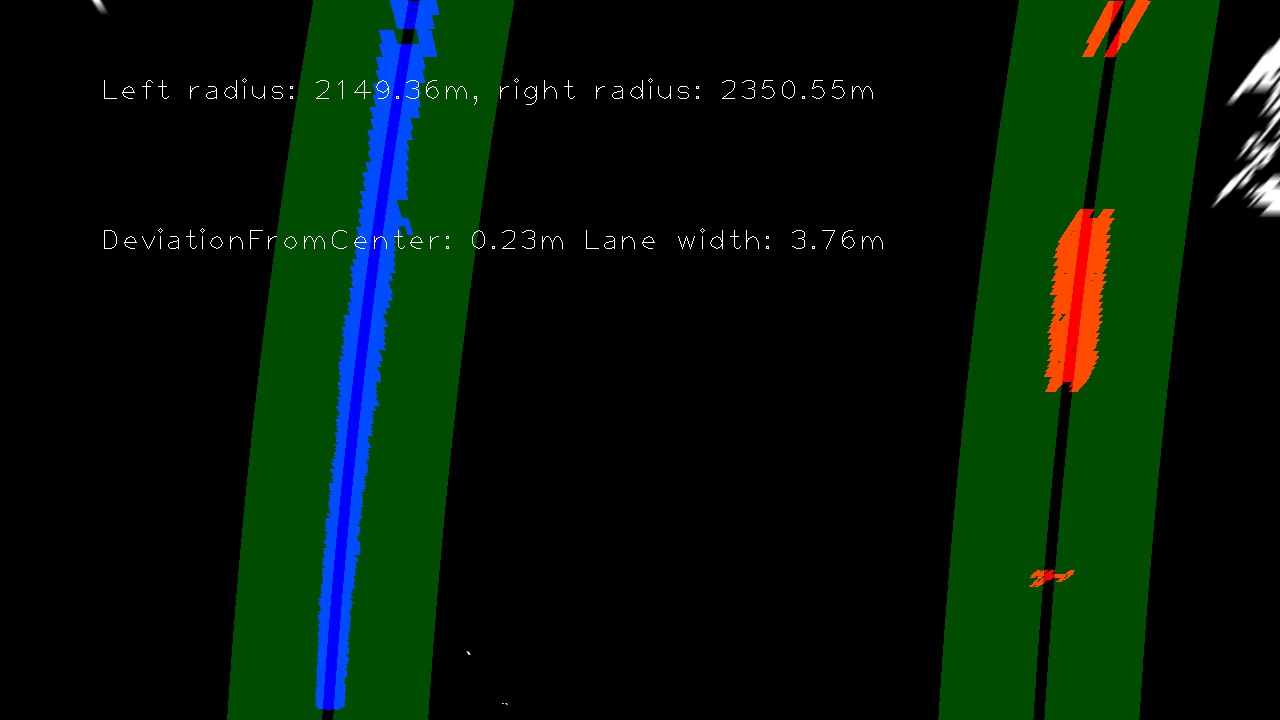 Left radius: 2149.36m, right radius: 2350.55m
DeviationFromCenter: 0.23m Lane width: 3.76m